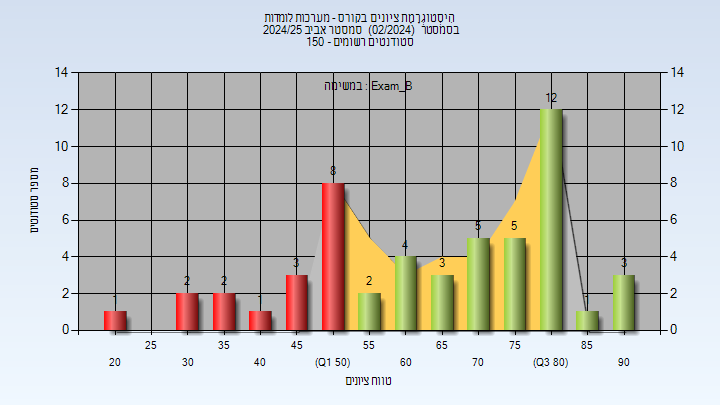 היסטוגרמת ציונים בקורס - מערכות לומדות
בסמסטר (02/2024) סמסטר אביב 2024/25
סטודנטים רשומים - 150
במשימה : Exam_B
מספר סטודנטים
14 14
12 12
10 10
8 8
6 6
4 4
2 2
0 0
1 2 2 1 3 8 2 4 3 5 5 12 1 3
25 35 45 55 65 75 85
20 30 40 (Q1 50) 60 70 (Q3 80) 90
טווח ציונים